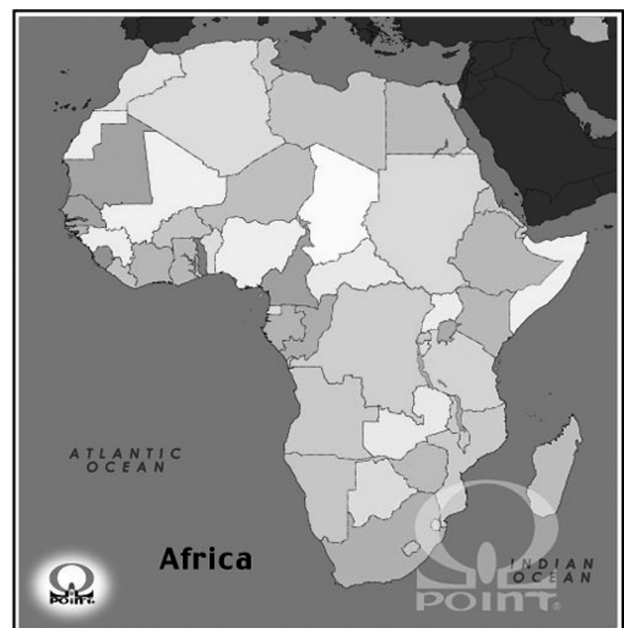 ATLANTIC
OCEAN
Africa
POINT®
INDIAN
OCEAN
POINT®